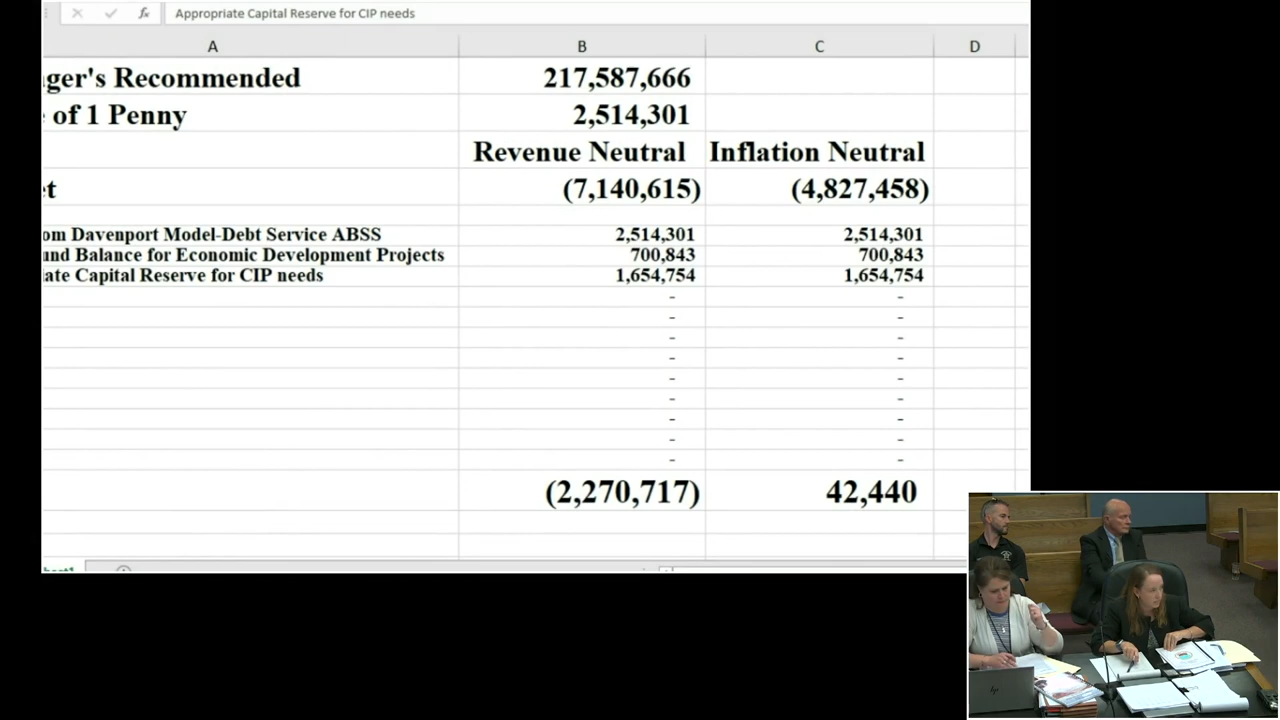 fx Appropriate Capital Reserve for CIP needs
A B C D
ger's Recommended 217,587,666
of 1 Penny 2,514,301
Revenue Neutral Inflation Neutral
et (7,140,615) (4,827,458)
om Davenport Model-Debt Service ABSS 2,514,301 2,514,301
und Balance for Economic Development Projects 700,843 700,843
ate Capital Reserve for CIP needs 1,654,754 1,654,754
- -
- -
- -
- -
- -
- -
- -
- -
- -
(2,270,717) 42,440